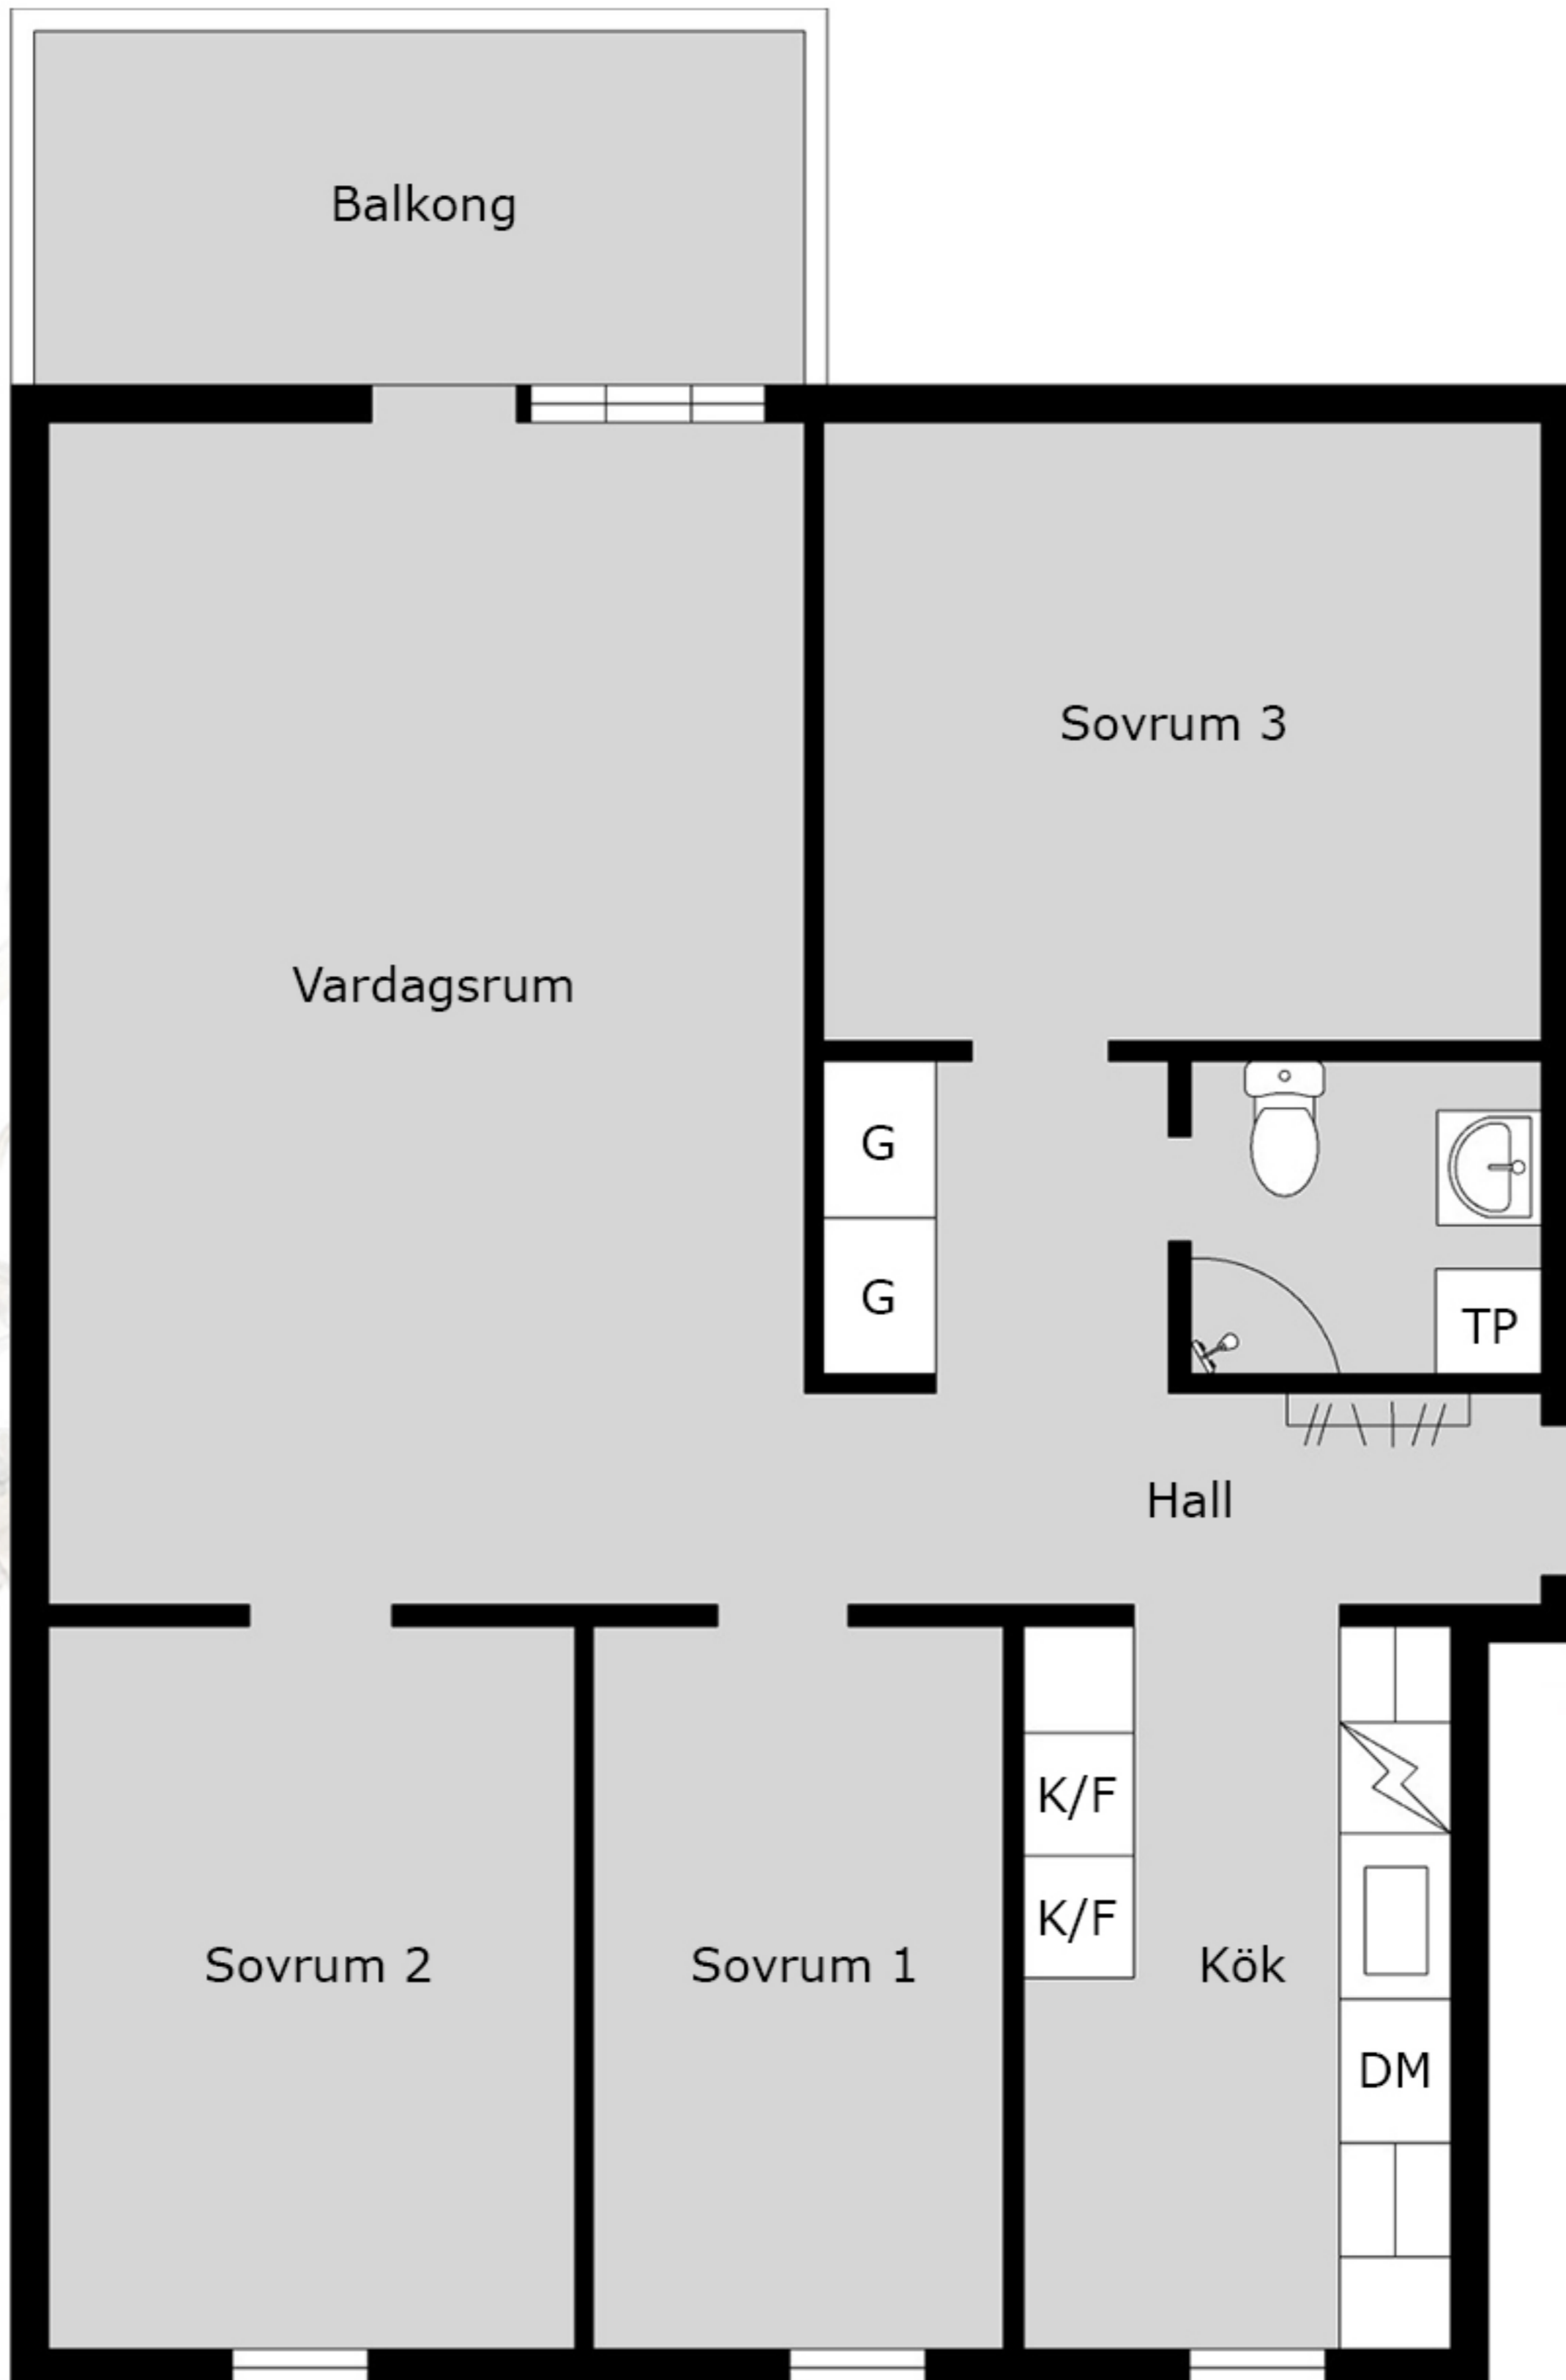 Balkong
Sovrum 3
Vardagsrum
G
G
TP
Hall
K/F
K/F
Sovrum 2
Sovrum 1
Kök
DM